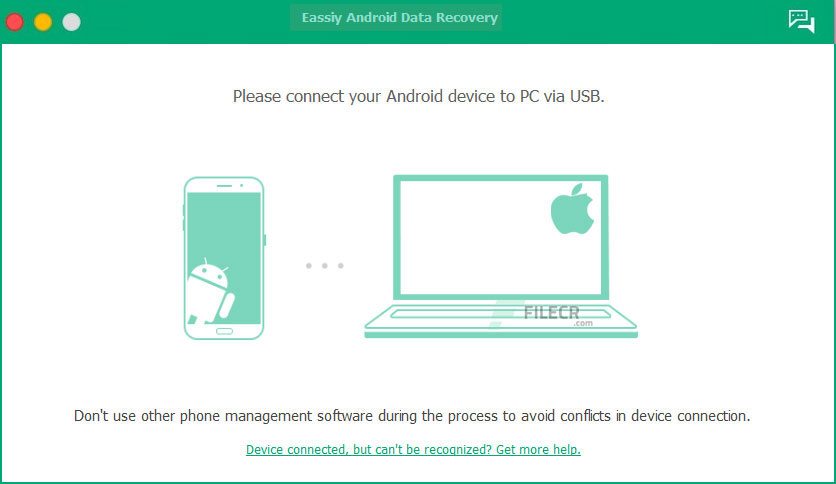 Eassiy Android Data Recovery
Please connect your Android device to PC via USB.
FILECR
.com
Don't use other phone management software during the process to avoid conflicts in device connection.
Device connected, but can't be recognized? Get more help.